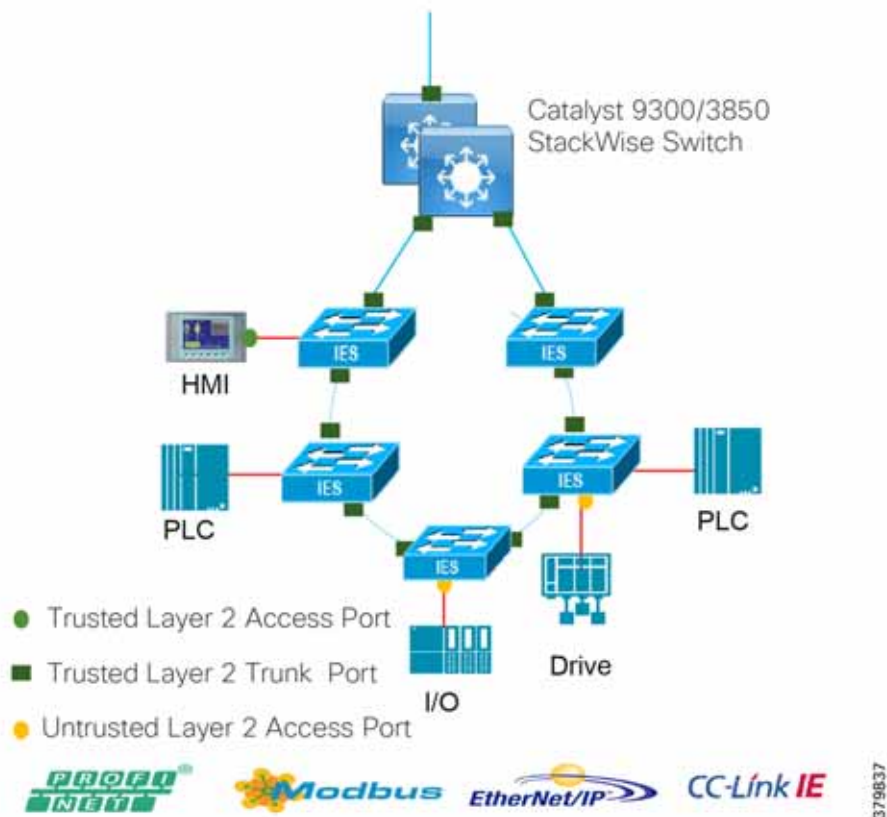 Catalyst 9300/3850
StackWise Switch
IES
IES
HMI
IES
IES
PLC
PLC
IES
Drive
I/O
Trusted Layer 2 Access Port
Trusted Layer 2 Trunk Port
Untrusted Layer 2 Access Port
PROFI
NET®
Modbus
EtherNet/IP
CC-Link IE
379837